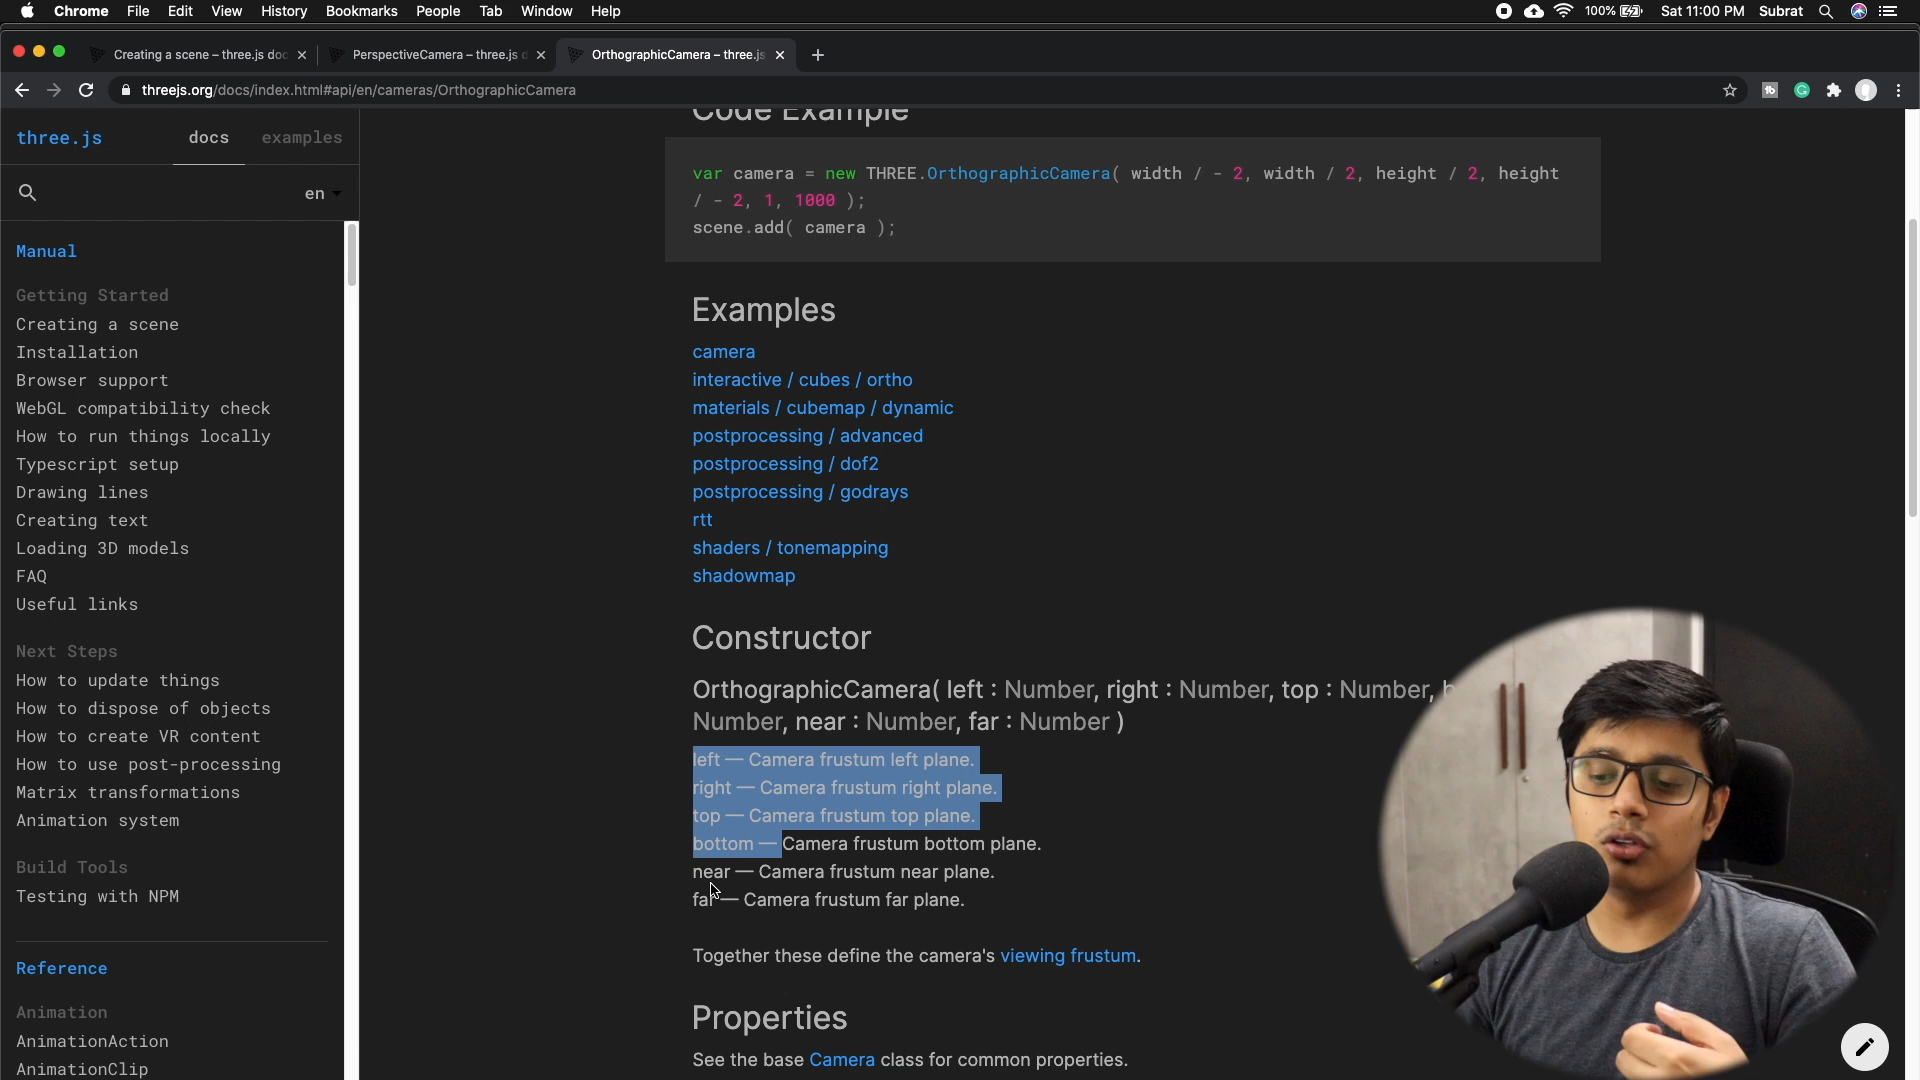 Chrome File Edit View History Bookmarks People Tab Window Help 100% Sat 11:00 PM Subrat
Creating a scene – three.js doc PerspectiveCamera – three.js d OrthographicCamera – three.js
threejs.org/docs/index.html#api/en/cameras/OrthographicCamera
three.js docs examples
en
Manual
Getting Started
Creating a scene
Installation
Browser support
WebGL compatibility check
How to run things locally
Typescript setup
Drawing lines
Creating text
Loading 3D models
FAQ
Useful links
Next Steps
How to update things
How to dispose of objects
How to create VR content
How to use post-processing
Matrix transformations
Animation system
Build Tools
Testing with NPM
Reference
Animation
AnimationAction
AnimationClip
Code Example
var camera = new THREE.OrthographicCamera( width / - 2, width / 2, height / 2, height
/ - 2, 1, 1000 );
scene.add( camera );
Examples
camera
interactive / cubes / ortho
materials / cubemap / dynamic
postprocessing / advanced
postprocessing / dof2
postprocessing / godrays
rtt
shaders / tonemapping
shadowmap
Constructor
OrthographicCamera( left : Number, right : Number, top : Number, b
Number, near : Number, far : Number )
left — Camera frustum left plane.
right — Camera frustum right plane.
top — Camera frustum top plane.
bottom — Camera frustum bottom plane.
near — Camera frustum near plane.
far — Camera frustum far plane.
Together these define the camera's viewing frustum.
Properties
See the base Camera class for common properties.